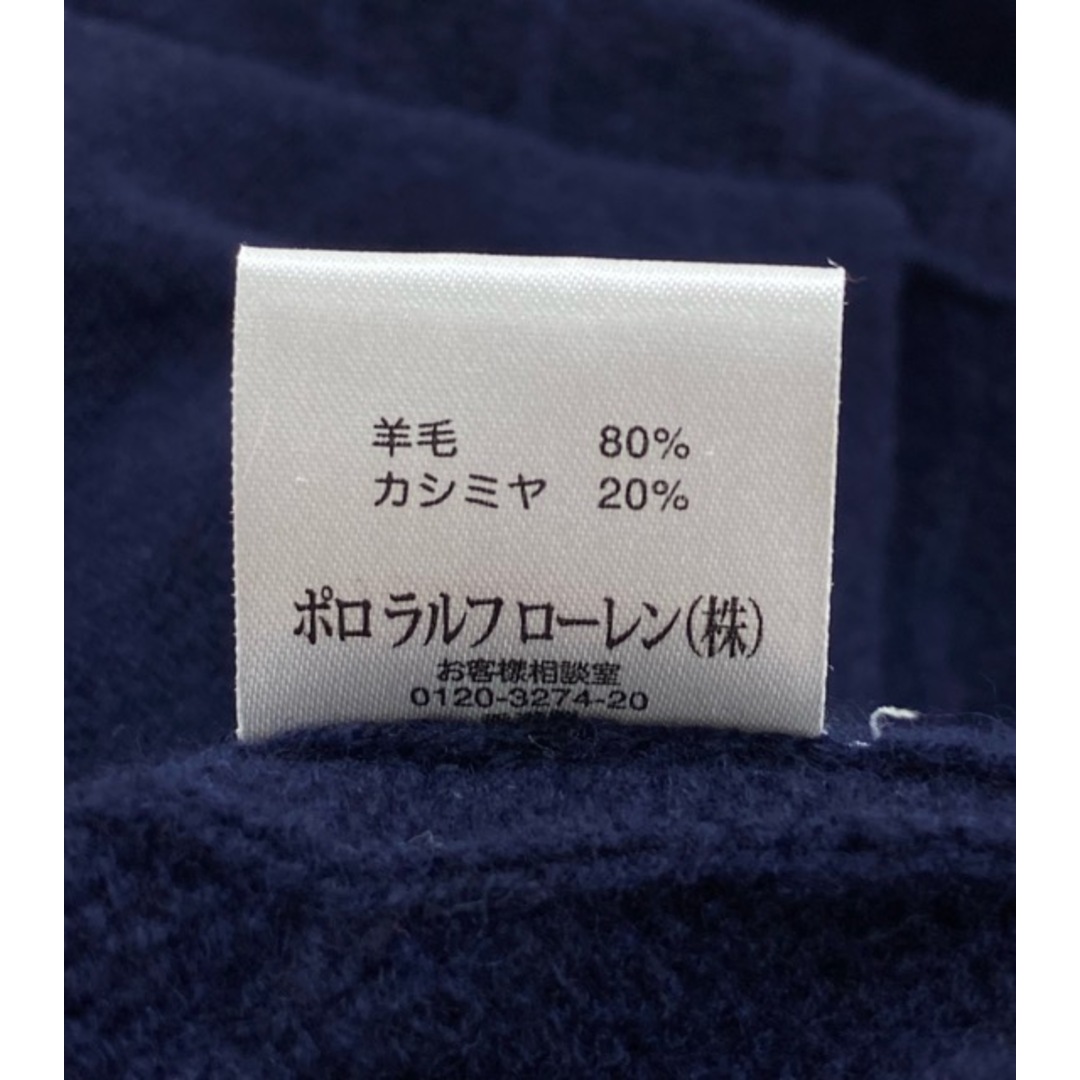 羊毛 80%
カシミヤ 20%
ポロ ラルフ ローレン(株)
お客様相談室
0120-3274-20